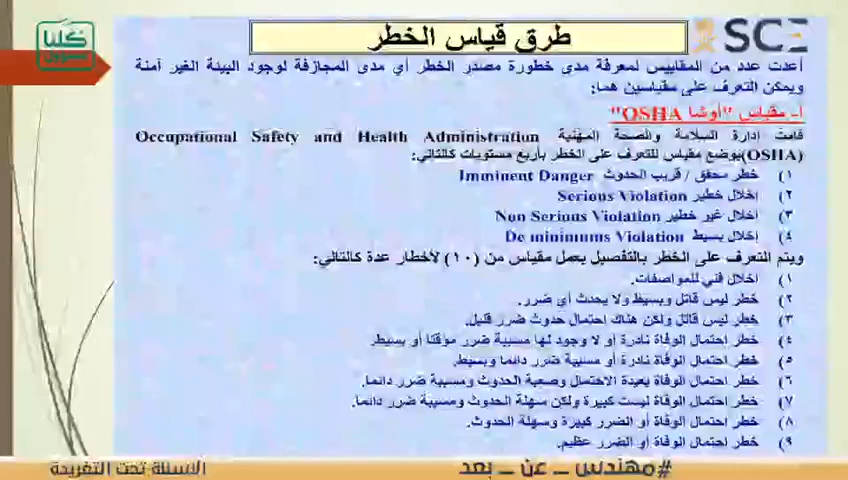 كلنا
مسؤول
طرق قياس الخطر
SCE
أعدت عدد من المقاييس لمعرفة مدى خطورة مصدر الخطر أي مدى المجازفة لوجود البيئة الغير آمنة
ويمكن التعرف على مقياسين هما:
أ- مقياس "أوشا OSHA"
قامت إدارة السلامة والصحة المهنية Occupational Safety and Health Administration
(OSHA)بوضع مقياس للتعرف على الخطر بأربع مستويات كالتالي:
١) خطر محقق / قريب الحدوث Imminent Danger
٢) إخلال خطير Serious Violation
٣) اخلال غير خطير Non Serious Violation
٤) إخلال بسيط De minimums Violation
ويتم التعرف على الخطر بالتفصيل بعمل مقياس من (١٠) لأخطار عدة كالتالي:
١) اخلال فني للمواصفات.
٢) خطر ليس قاتل وبسيط ولا يحدث أي ضرر.
٣) خطر ليس قاتل ولكن هناك إحتمال حدوث ضرر قليل.
٤) خطر إحتمال الوفاة نادرة أو لا وجود لها مسببة ضرر مؤقتا أو بسيط.
٥) خطر إحتمال الوفاة نادرة أو مسببة ضرر دائما وبسيط.
٦) خطر احتمال الوفاة بعيدة الاحتمال وصعبة الحدوث ومسببة ضرر دائما.
٧) خطر إحتمال الوفاة ليست كبيرة ولكن سهلة الحدوث ومسببة ضرر دائما.
٨) خطر احتمال الوفاة أو الضرر كبيرة وسهلة الحدوث.
٩) خطر احتمال الوفاة أو الضرر عظيم.
#مهندس _ عن _ بعد
الاسئلة تحت التغريدة